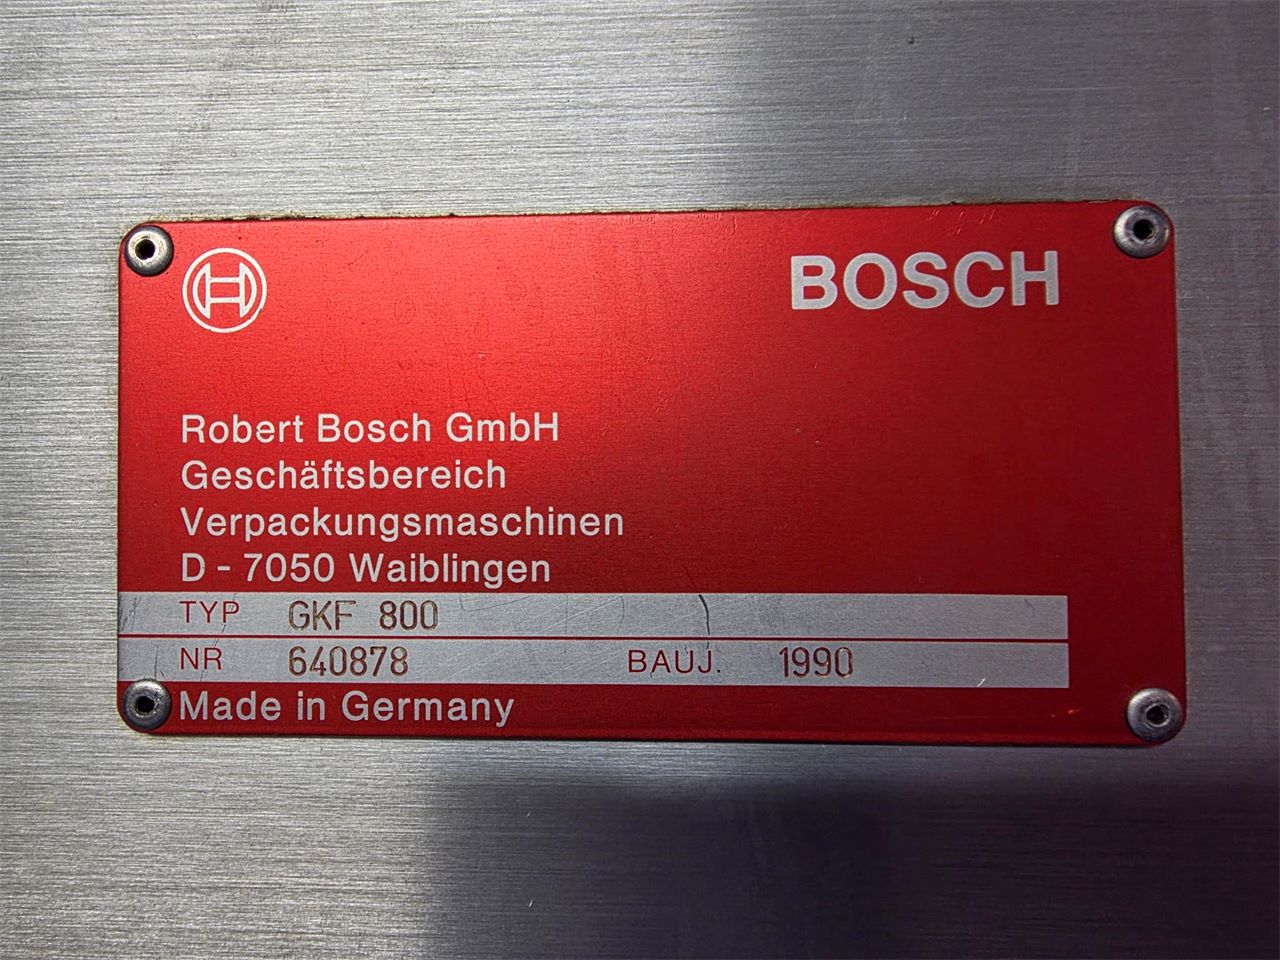 BOSCH
Robert Bosch GmbH
Geschäftsbereich
Verpackungsmaschinen
D - 7050 Waiblingen
TYP GKF 800
NR 640878 BAUJ. 1990
Made in Germany